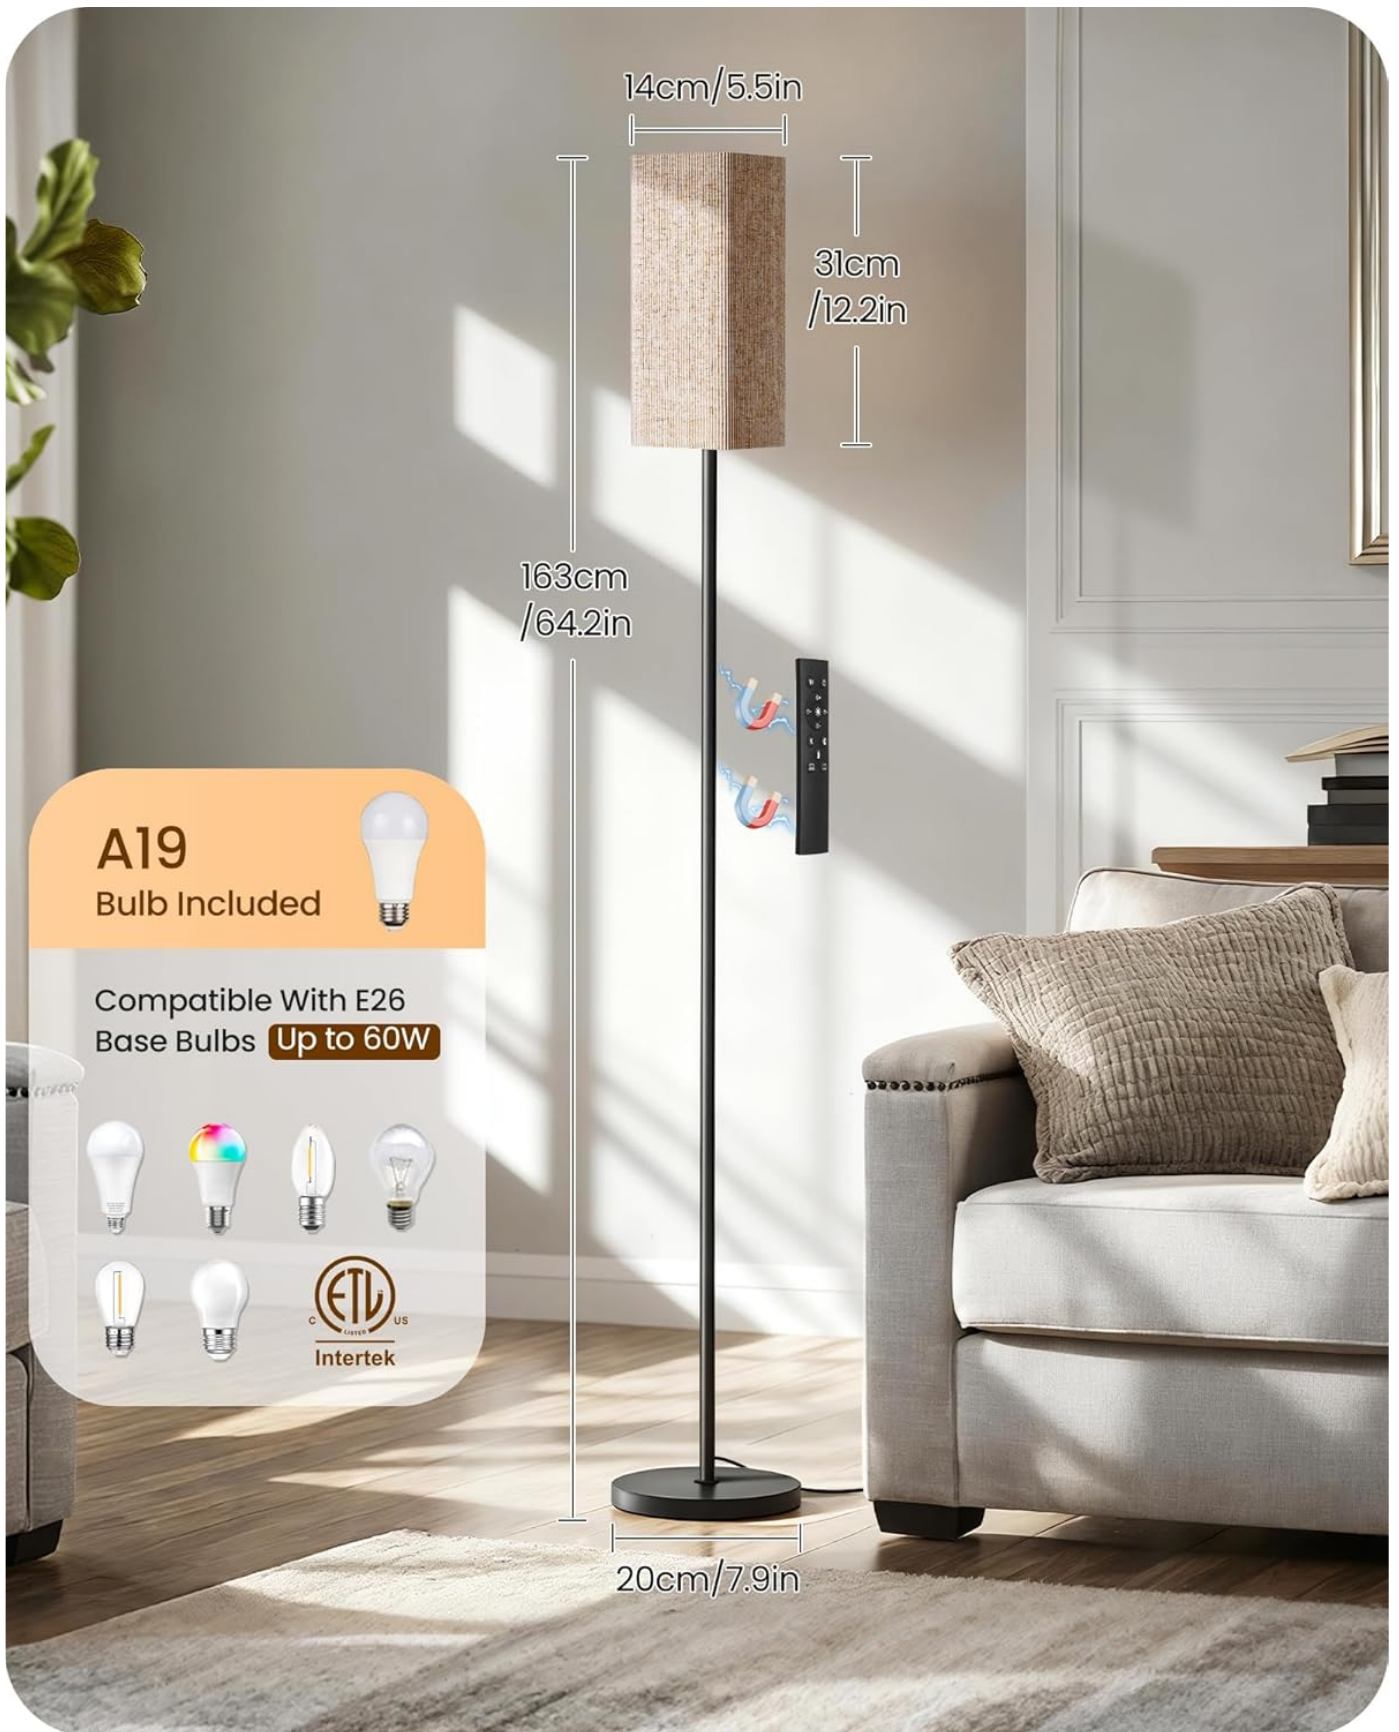 14cm/5.5in
31cm
/12.2in
163cm
/64.2in
A19
Bulb Included
Compatible With E26
Base Bulbs Up to 60W
ETL
C LISTED US
Intertek
20cm/7.9in